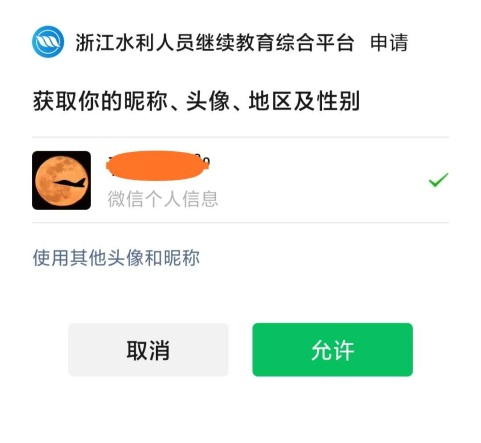 浙江水利人员继续教育综合平台 申请
获取你的昵称、头像、地区及性别
微信个人信息
使用其他头像和昵称
取消 允许